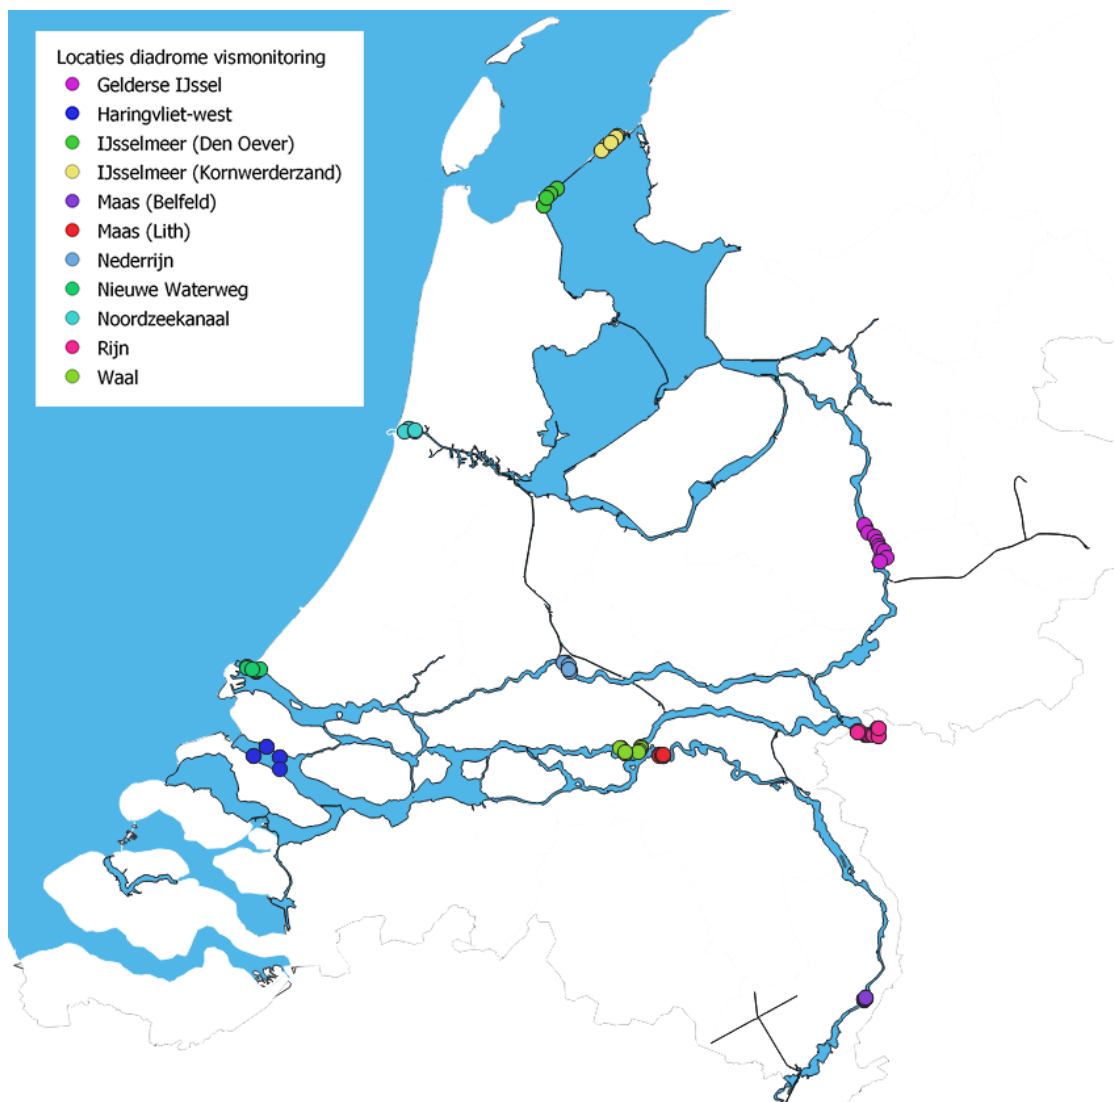 Locaties diadrome vismonitoring
Gelderse IJssel
Haringvliet-west
IJsselmeer (Den Oever)
IJsselmeer (Kornwerderzand)
Maas (Belfeld)
Maas (Lith)
Nederrijn
Nieuwe Waterweg
Noordzeekanaal
Rijn
Waal